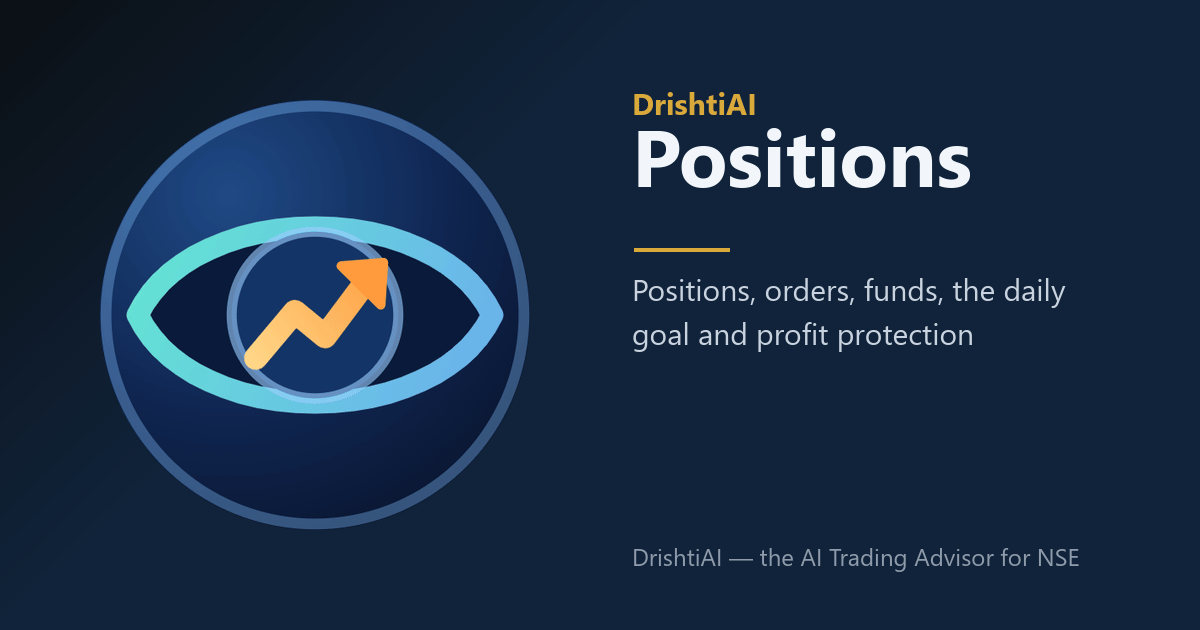 DrishtiAI
Positions
Positions, orders, funds, the daily
goal and profit protection
DrishtiAI — the AI Trading Advisor for NSE